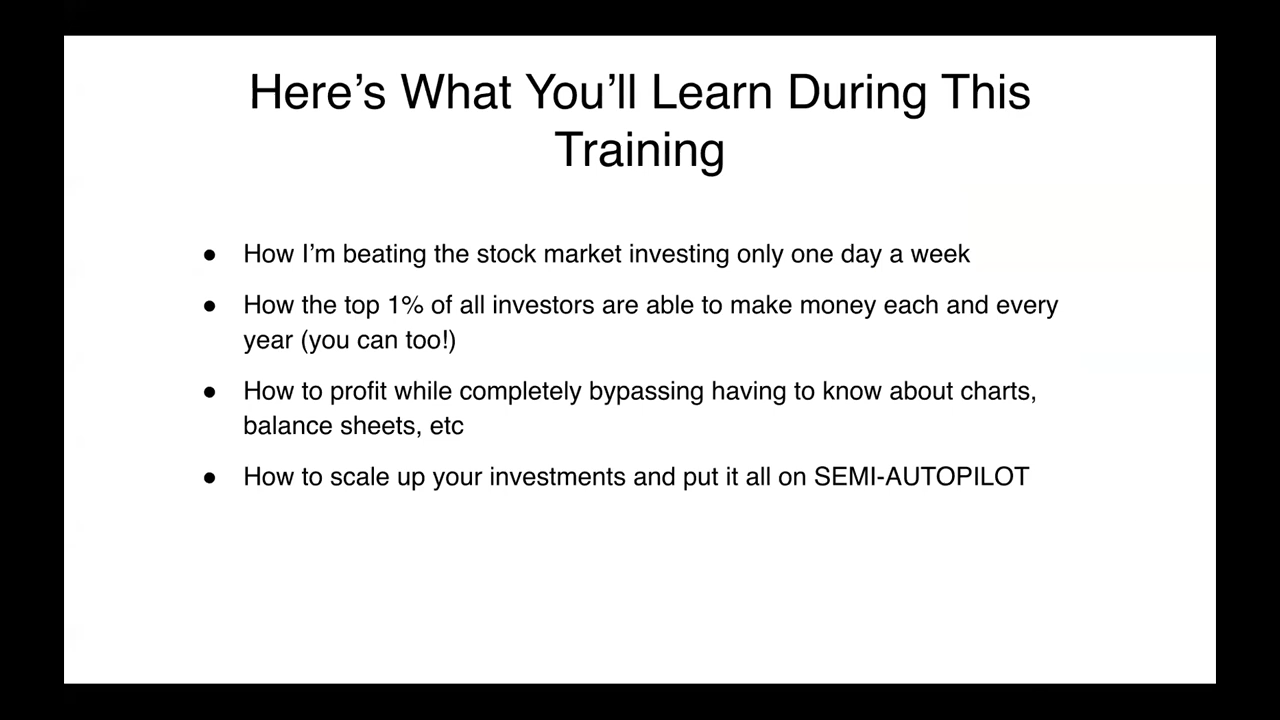 Here’s What You’ll Learn During This
Training
● How I’m beating the stock market investing only one day a week
● How the top 1% of all investors are able to make money each and every
year (you can too!)
● How to profit while completely bypassing having to know about charts,
balance sheets, etc
● How to scale up your investments and put it all on SEMI-AUTOPILOT